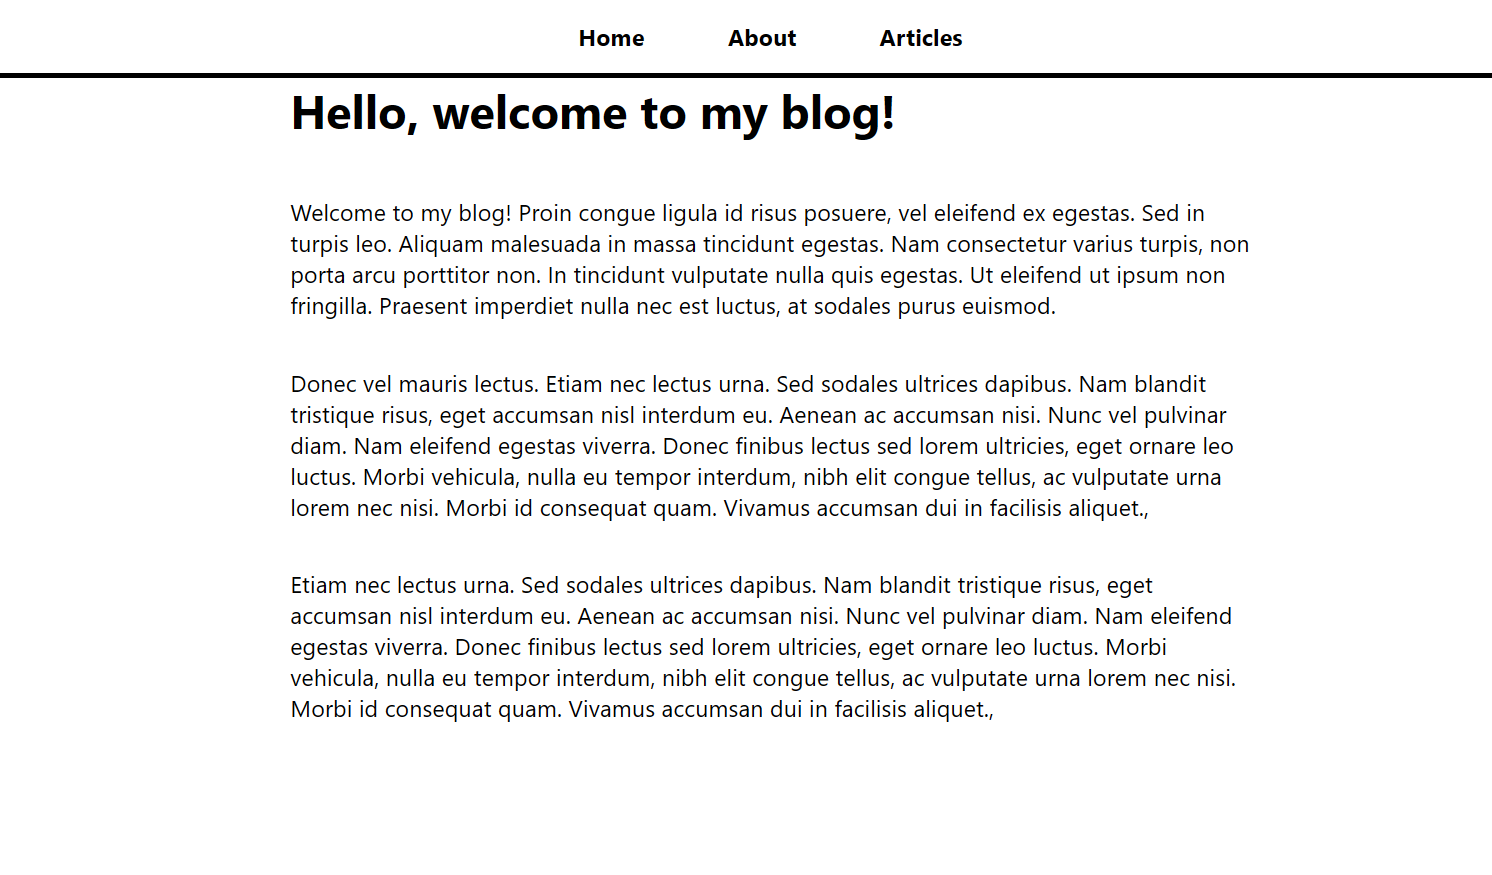 Home About Articles
Hello, welcome to my blog!
Welcome to my blog! Proin congue ligula id risus posuere, vel eleifend ex egestas. Sed in
turpis leo. Aliquam malesuada in massa tincidunt egestas. Nam consectetur varius turpis, non
porta arcu porttitor non. In tincidunt vulputate nulla quis egestas. Ut eleifend ut ipsum non
fringilla. Praesent imperdiet nulla nec est luctus, at sodales purus euismod.
Donec vel mauris lectus. Etiam nec lectus urna. Sed sodales ultrices dapibus. Nam blandit
tristique risus, eget accumsan nisl interdum eu. Aenean ac accumsan nisi. Nunc vel pulvinar
diam. Nam eleifend egestas viverra. Donec finibus lectus sed lorem ultricies, eget ornare leo
luctus. Morbi vehicula, nulla eu tempor interdum, nibh elit congue tellus, ac vulputate urna
lorem nec nisi. Morbi id consequat quam. Vivamus accumsan dui in facilisis aliquet.,
Etiam nec lectus urna. Sed sodales ultrices dapibus. Nam blandit tristique risus, eget
accumsan nisl interdum eu. Aenean ac accumsan nisi. Nunc vel pulvinar diam. Nam eleifend
egestas viverra. Donec finibus lectus sed lorem ultricies, eget ornare leo luctus. Morbi
vehicula, nulla eu tempor interdum, nibh elit congue tellus, ac vulputate urna lorem nec nisi.
Morbi id consequat quam. Vivamus accumsan dui in facilisis aliquet.,